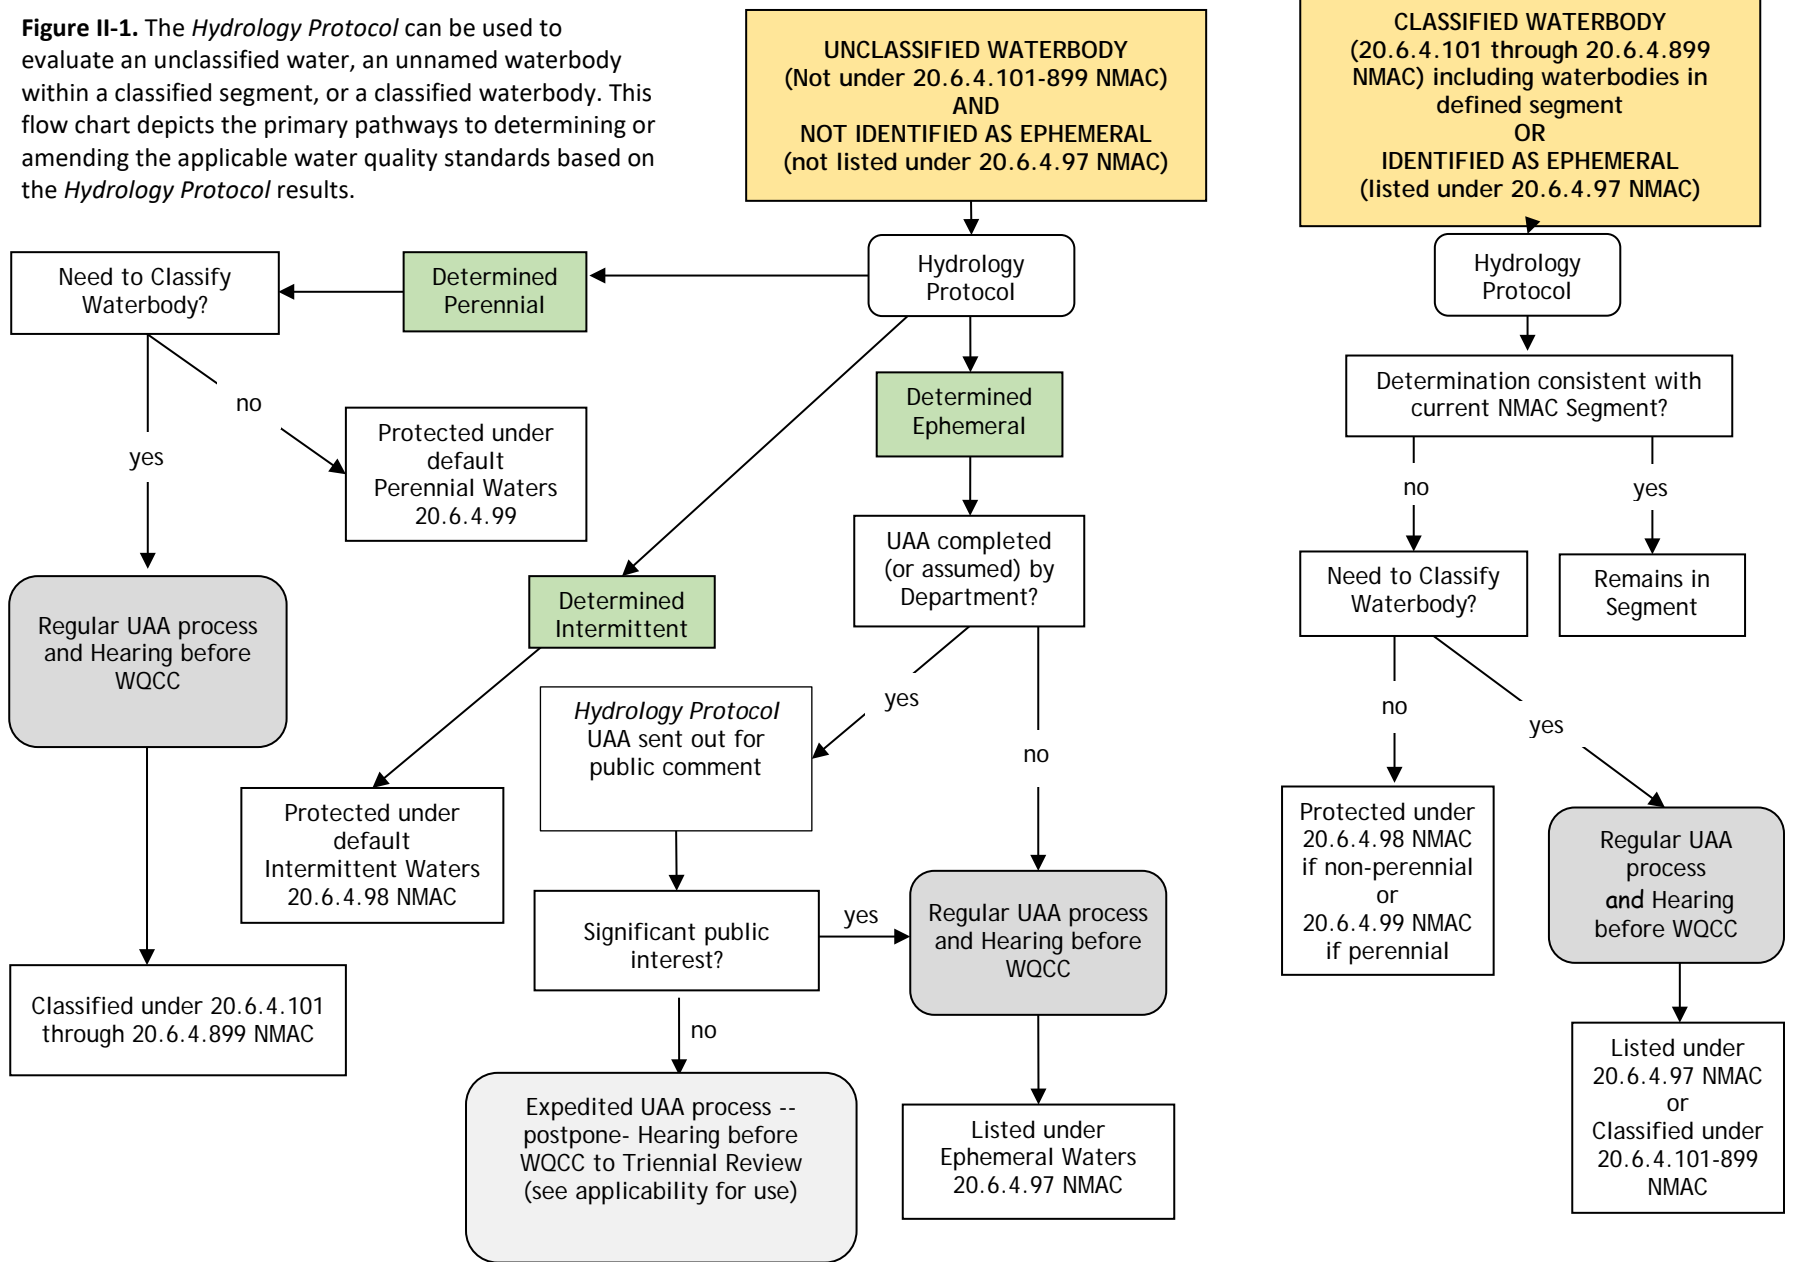 Figure II-1. The Hydrology Protocol can be used to
evaluate an unclassified water, an unnamed waterbody
within a classified segment, or a classified waterbody. This
flow chart depicts the primary pathways to determining or
amending the applicable water quality standards based on
the Hydrology Protocol results.
UNCLASSIFIED WATERBODY
(Not under 20.6.4.101-899 NMAC)
AND
NOT IDENTIFIED AS EPHEMERAL
(not listed under 20.6.4.97 NMAC)
CLASSIFIED WATERBODY
(20.6.4.101 through 20.6.4.899
NMAC) including waterbodies in
defined segment
OR
IDENTIFIED AS EPHEMERAL
(listed under 20.6.4.97 NMAC)
Need to Classify
Waterbody?
Determined
Perennial
Hydrology
Protocol
Hydrology
Protocol
no
yes
Protected under
default
Perennial Waters
20.6.4.99
Determined
Ephemeral
Determination consistent with
current NMAC Segment?
no
yes
Regular UAA process
and Hearing before
WQCC
Determined
Intermittent
UAA completed
(or assumed) by
Department?
Need to Classify
Waterbody?
Remains in
Segment
yes
no
no
yes
Hydrology Protocol
UAA sent out for
public comment
Protected under
default
Intermittent Waters
20.6.4.98 NMAC
Significant public
interest?
yes
Regular UAA process
and Hearing before
WQCC
Protected under
20.6.4.98 NMAC
if non-perennial
or
20.6.4.99 NMAC
if perennial
Regular UAA
process
and Hearing
before WQCC
Classified under 20.6.4.101
through 20.6.4.899 NMAC
no
Expedited UAA process --
postpone- Hearing before
WQCC to Triennial Review
(see applicability for use)
Listed under
Ephemeral Waters
20.6.4.97 NMAC
Listed under
20.6.4.97 NMAC
or
Classified under
20.6.4.101-899
NMAC